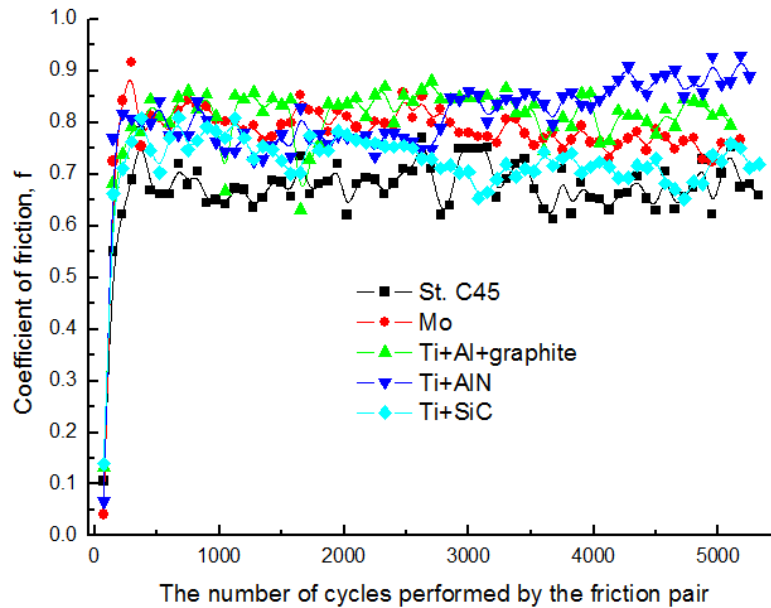 Coefficient of friction, f
1.0
0.9
0.8
0.7
0.6
0.5
0.4
0.3
0.2
0.1
0.0
St. C45
Mo
Ti+Al+graphite
Ti+AlN
Ti+SiC
0 1000 2000 3000 4000 5000
The number of cycles performed by the friction pair